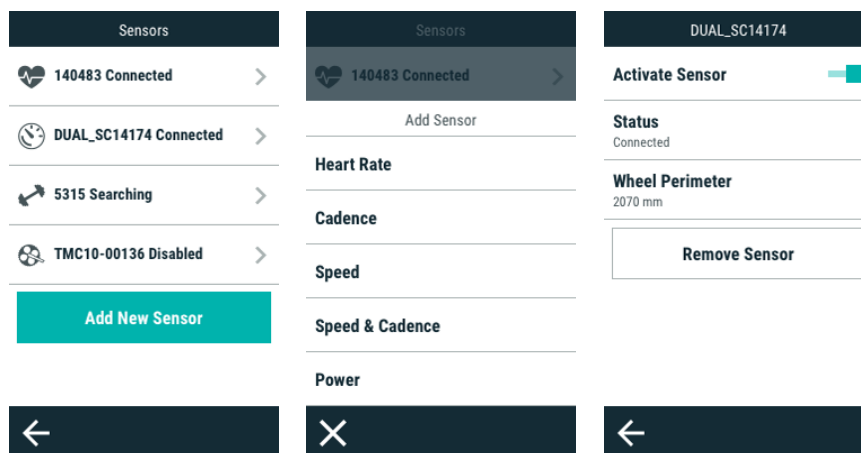 Sensors
140483 Connected
DUAL_SC14174 Connected
5315 Searching
TMC10-00136 Disabled
Add New Sensor
Sensors
140483 Connected
Add Sensor
Heart Rate
Cadence
Speed
Speed & Cadence
Power
DUAL_SC14174
Activate Sensor
Status
Connected
Wheel Perimeter
2070 mm
Remove Sensor